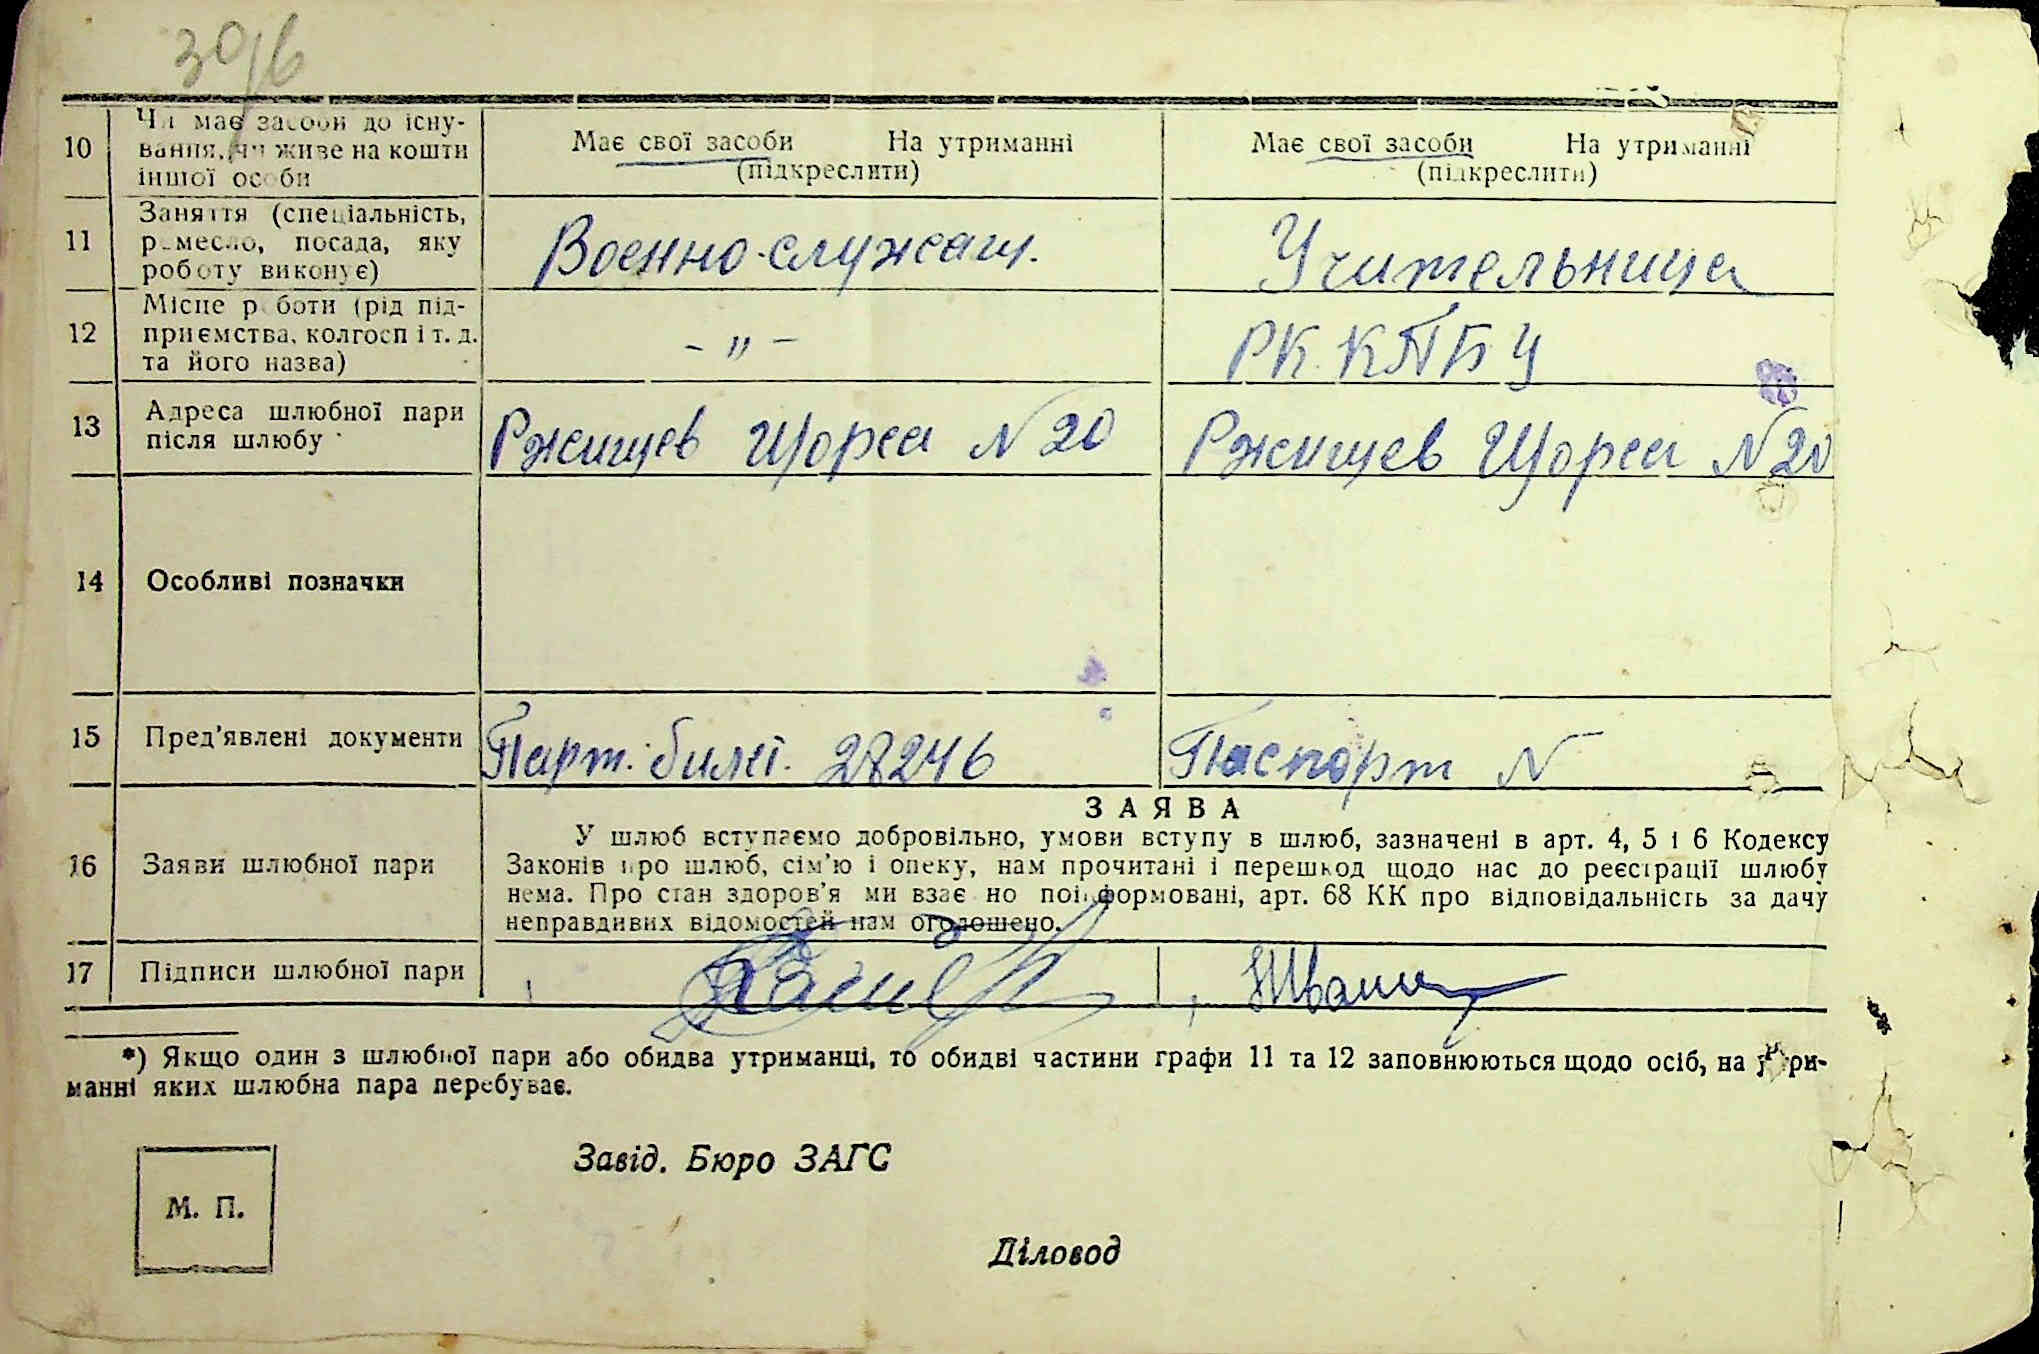 30/6
10
Чи має засоби до існу-
вання, чи живе на кошти
іншої особи
Має свої засоби На утриманні
(підкреслити)
Має свої засоби На утриманні
(підкреслити)
11
Заняття (спеціальність,
ремесло, посада, яку
роботу виконує)
Военно-служащ.
Учительница
12
Місце роботи (рід під-
приємства, колгосп і т. д.
та його назва)
- " -
РК. КПБУ
13
Адреса шлюбної пари
після шлюбу
Ржищев Щорса N 20
Ржищев Щорса N 20
14
Особливі позначки
15
Пред'явлені документи
Парт. билет. 28246
Паспорт N
16
Заяви шлюбної пари
ЗАЯВА
У шлюб вступаємо добровільно, умови вступу в шлюб, зазначені в арт. 4, 5 і 6 Кодексу
Законів про шлюб, сім'ю і опеку, нам прочитані і перешкод щодо нас до реєстрації шлюбу
нема. Про стан здоров'я ми взаємно поінформовані, арт. 68 КК про відповідальність за дачу
неправдивих відомостей нам оголошено.
17
Підписи шлюбної пари
*) Якщо один з шлюбної пари або обидва утриманці, то обидві частини графи 11 та 12 заповнюються щодо осіб, на утри-
манні яких шлюбна пара перебуває.
М. П.
Завід. Бюро ЗАГС
Діловод